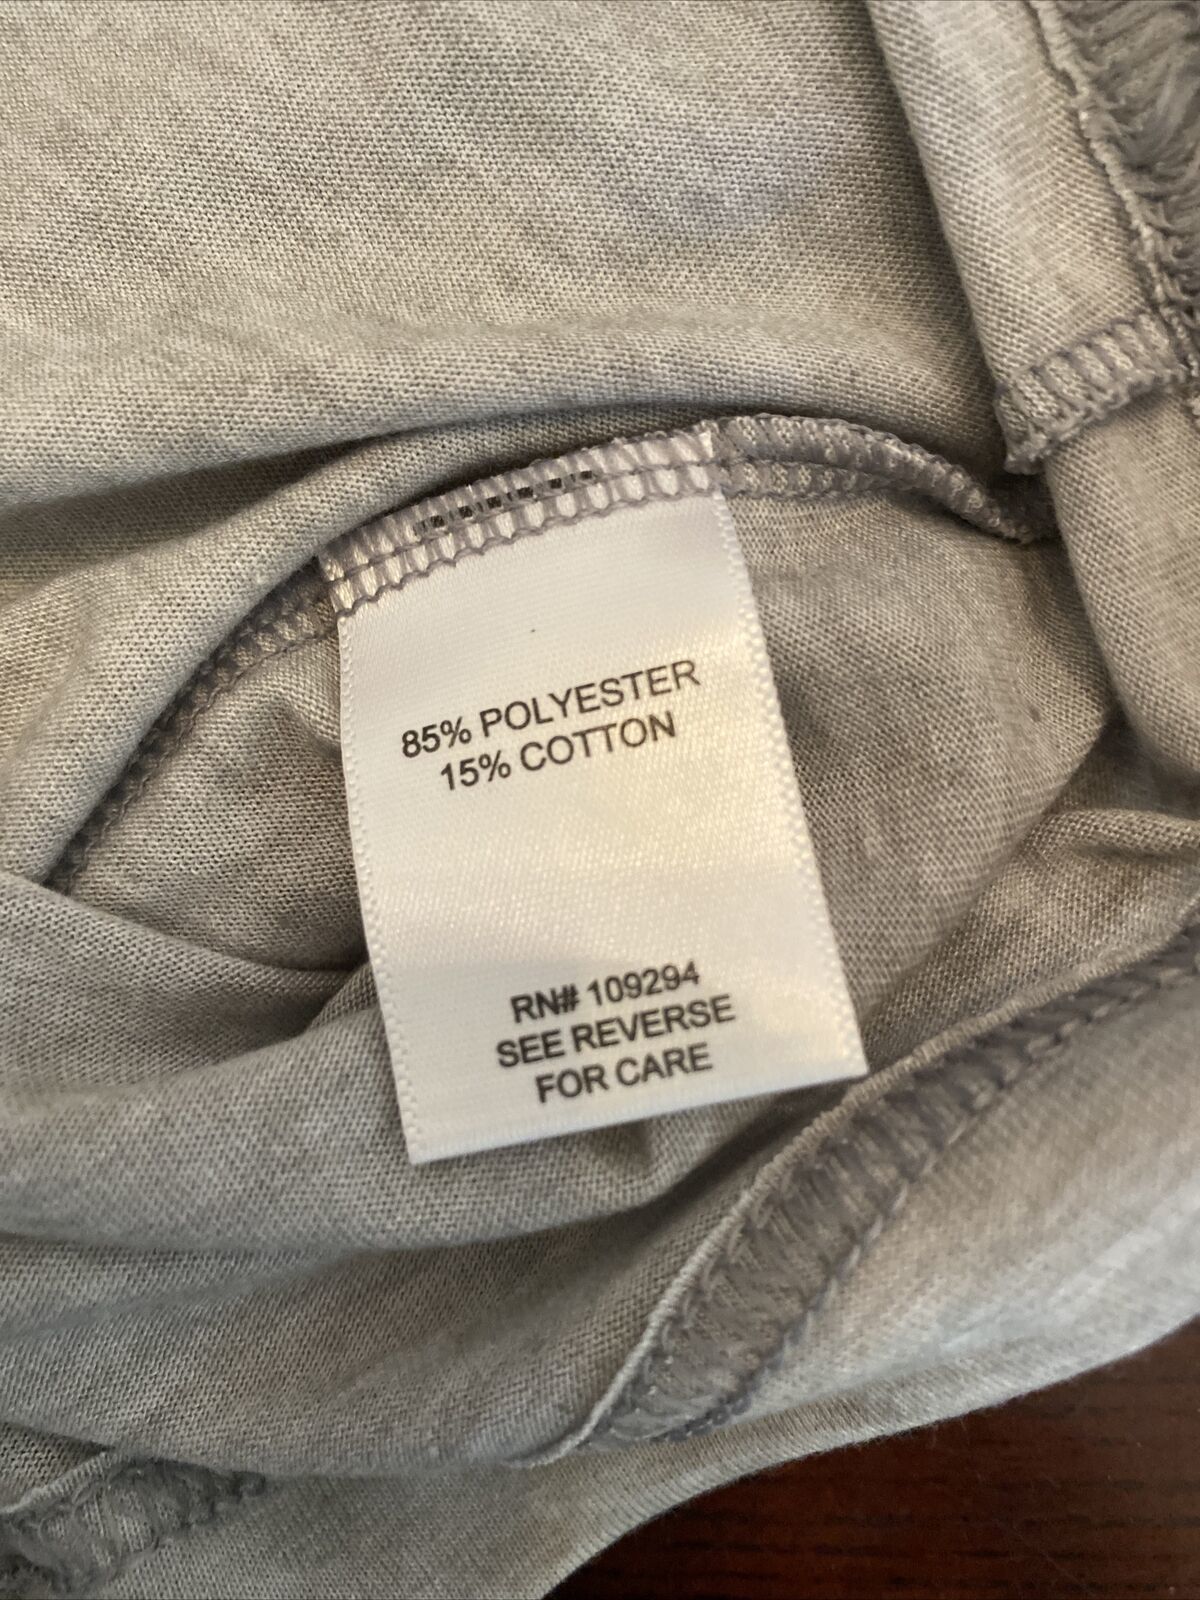 85% POLYESTER
15% COTTON
RN# 109294
SEE REVERSE
FOR CARE